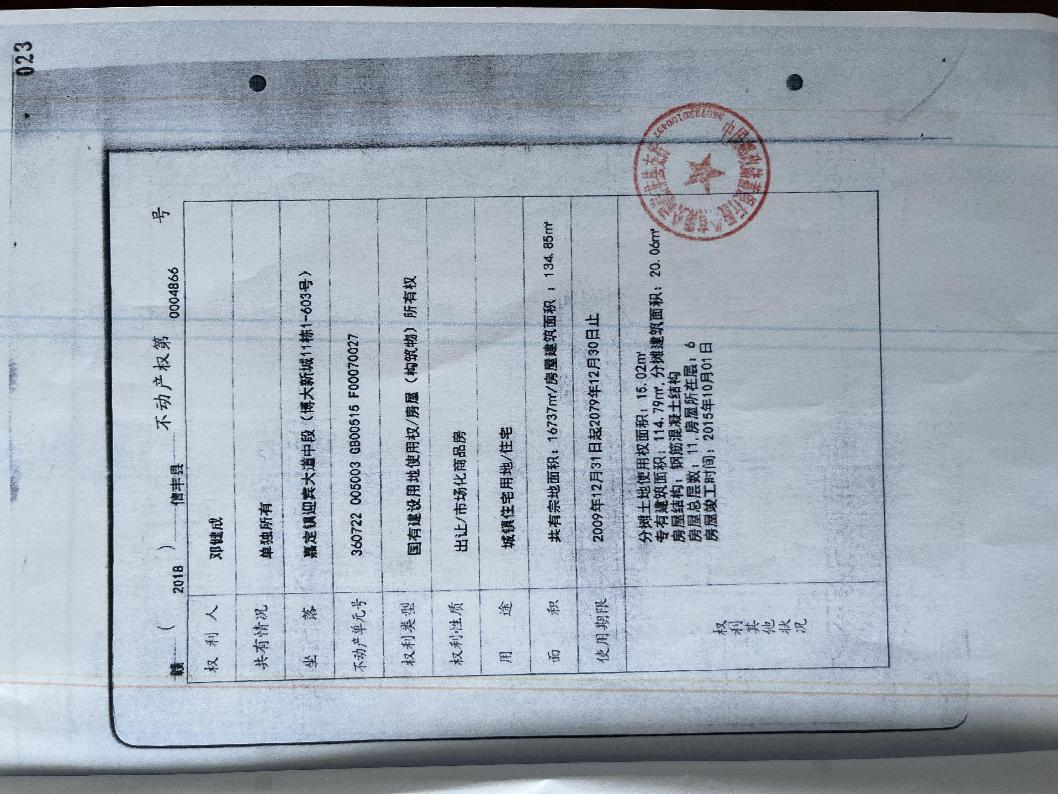 023
赣 ( 2018 ) 信丰县 不动产权第 0004866 号
权利人 邓健成
共有情况 单独所有
坐落 嘉定镇迎宾大道中段（博大新城11栋1-603号）
不动产单元号 360722 005003 GB00515 F00070027
权利类型 国有建设用地使用权/房屋（构筑物）所有权
权利性质 出让/市场化商品房
用途 城镇住宅用地/住宅
面积 共有宗地面积：16737㎡/房屋建筑面积：134.85㎡
使用期限 2009年12月31日起2079年12月30日止
权利其他状况
分摊土地使用权面积：15.02㎡
专有建筑面积：114.79㎡,分摊建筑面积：20.06㎡
房屋结构：钢筋混凝土结构
房屋总层数：11,房屋所在层：6
房屋竣工时间：2015年10月01日